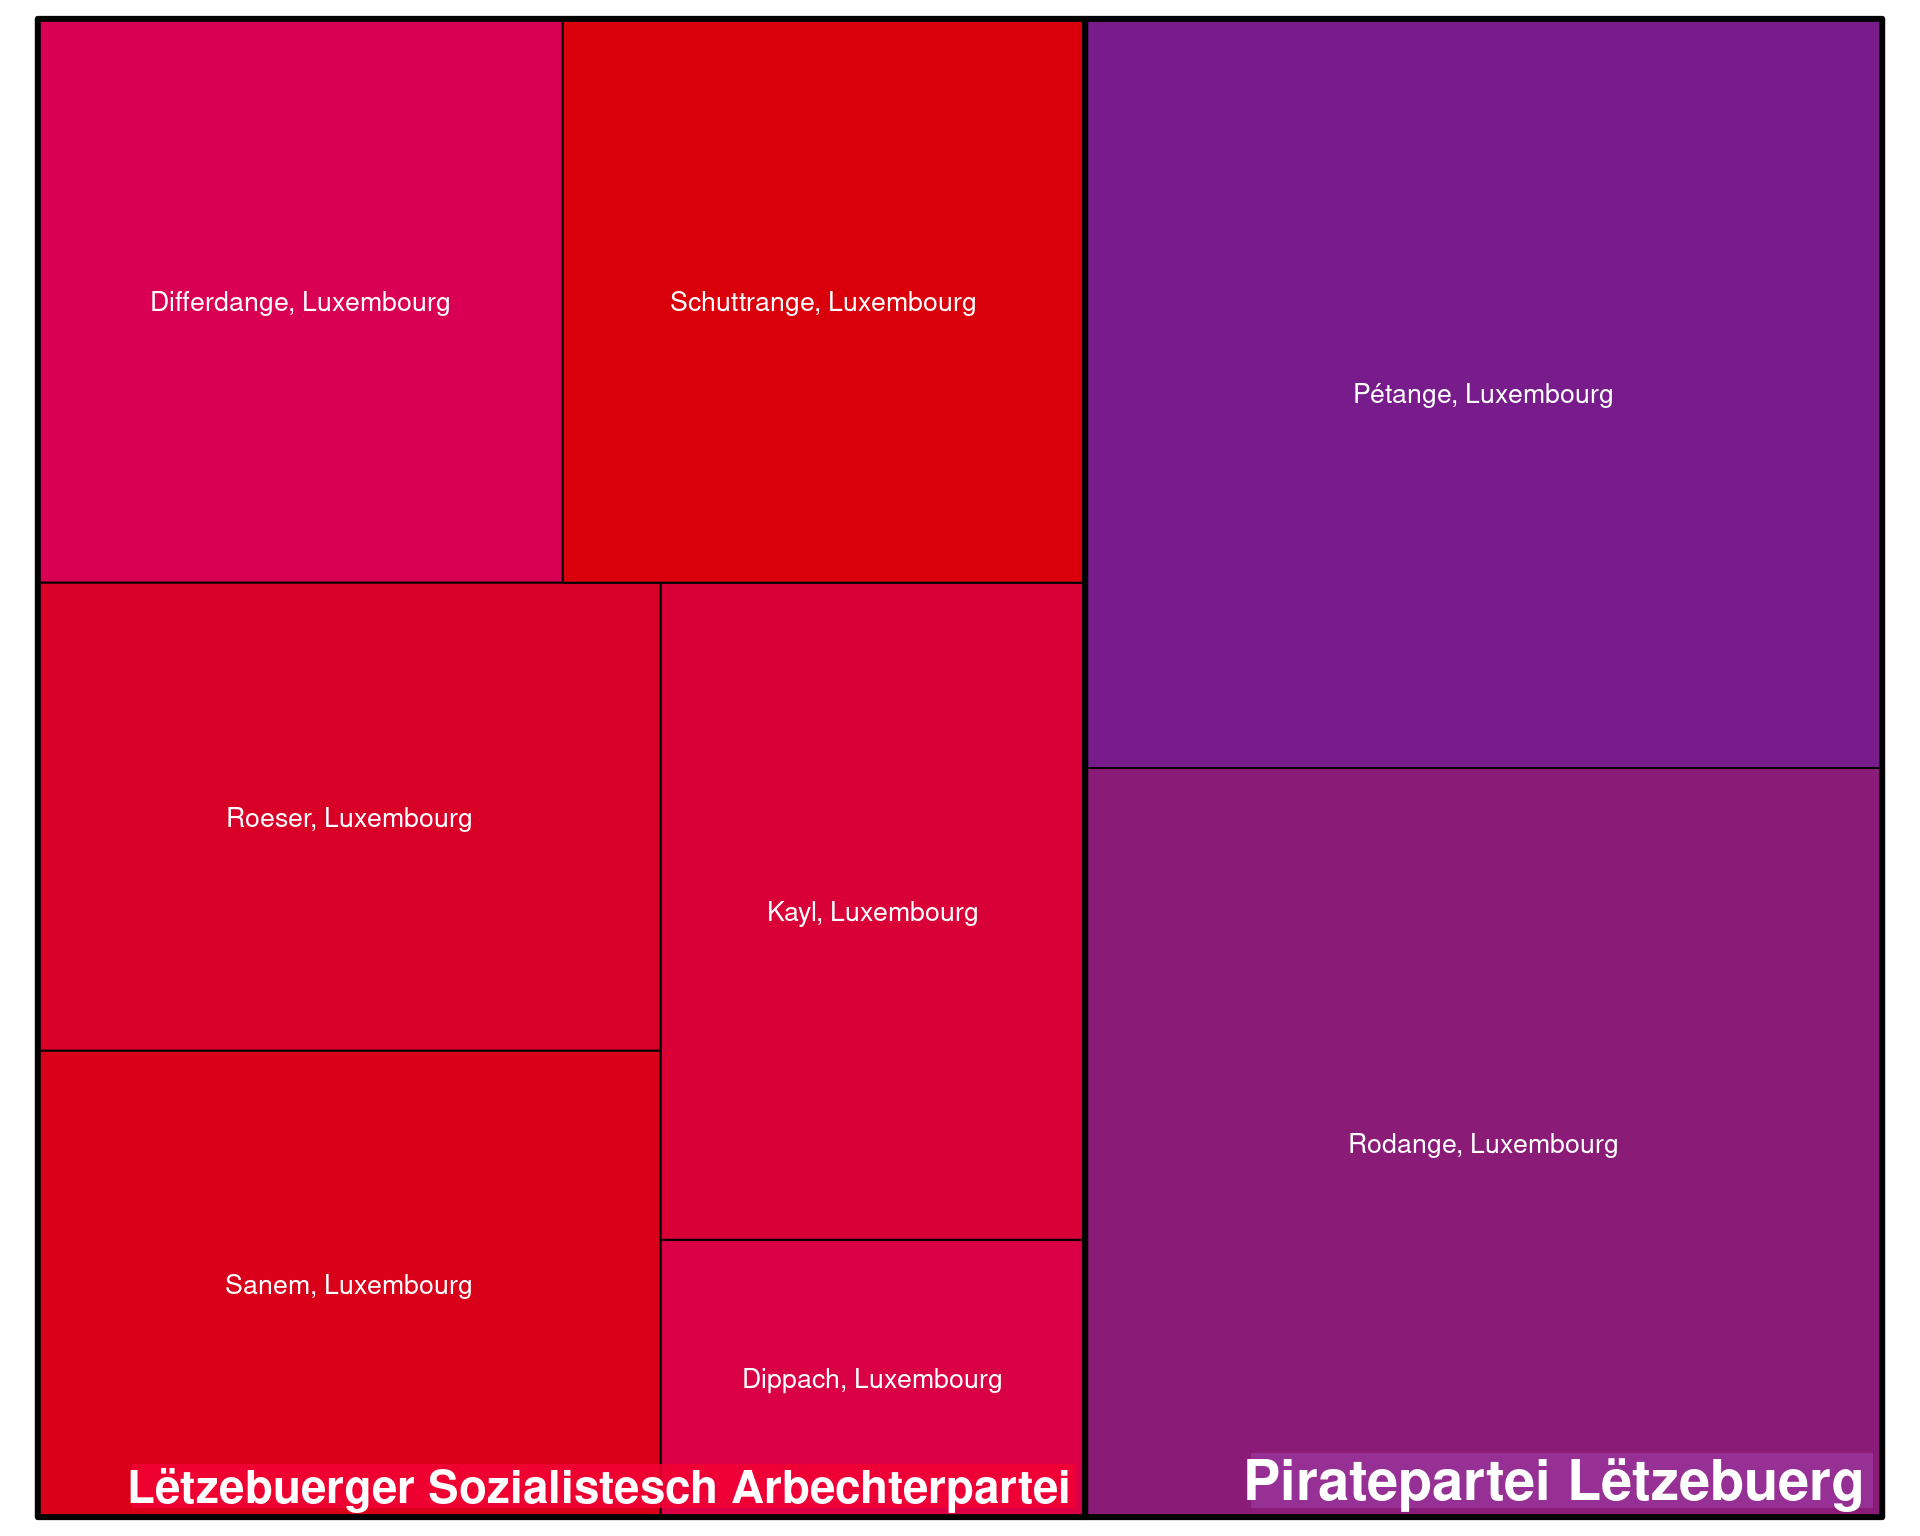 Differdange, Luxembourg
Schuttrange, Luxembourg
Pétange, Luxembourg
Roeser, Luxembourg
Kayl, Luxembourg
Rodange, Luxembourg
Sanem, Luxembourg
Dippach, Luxembourg
Lëtzebuerger Sozialistesch Arbechterpartei
Piratepartei Lëtzebuerg